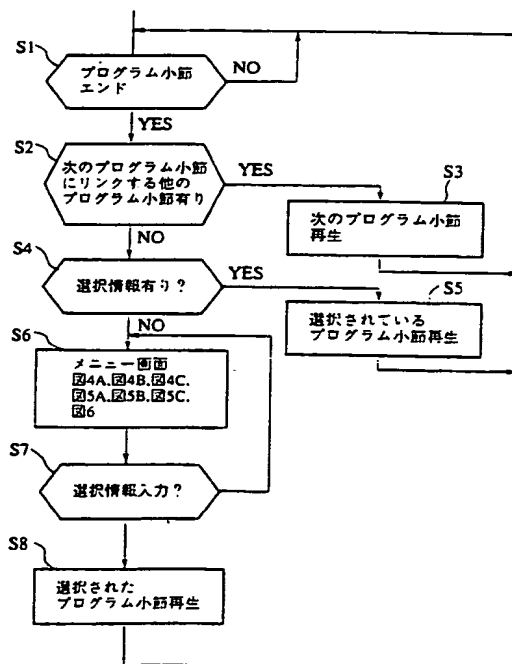 S1
プログラム小節
エンド
NO
YES
S2
次のプログラム小節
にリンクする他の
プログラム小節有り
YES
S3
次のプログラム小節
再生
NO
S4
選択情報有り?
YES
S5
選択されている
プログラム小節再生
NO
S6
メニュー画面
図4A.図4B.図4C.
図5A.図5B.図5C.
図6
S7
選択情報入力?
S8
選択された
プログラム小節再生